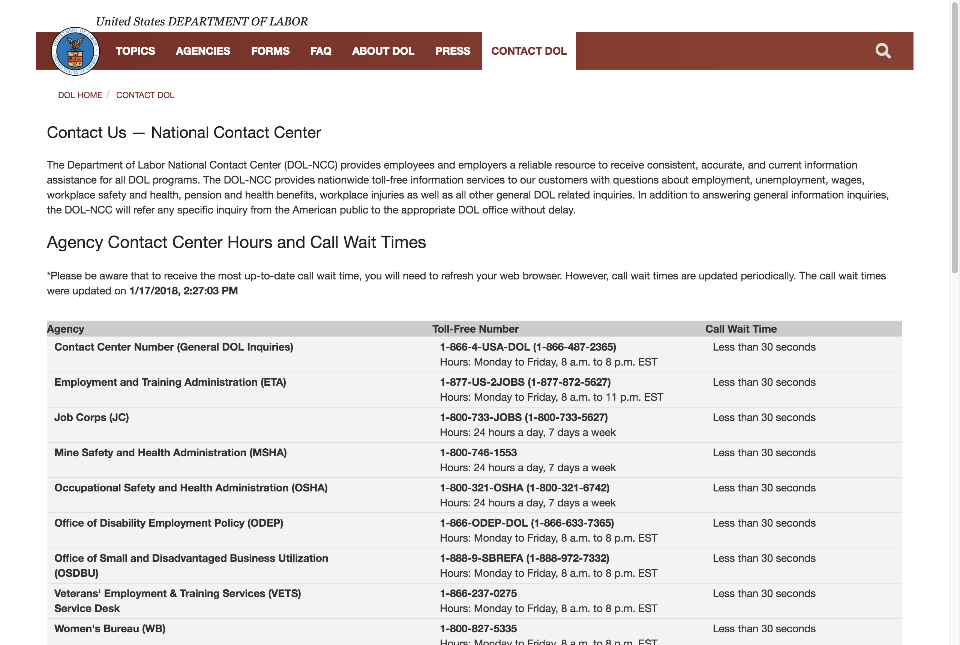 United States DEPARTMENT OF LABOR
TOPICS AGENCIES FORMS FAQ ABOUT DOL PRESS CONTACT DOL
DOL HOME / CONTACT DOL
Contact Us — National Contact Center
The Department of Labor National Contact Center (DOL-NCC) provides employees and employers a reliable resource to receive consistent, accurate, and current information
assistance for all DOL programs. The DOL-NCC provides nationwide toll-free information services to our customers with questions about employment, unemployment, wages,
workplace safety and health, pension and health benefits, workplace injuries as well as all other general DOL related inquiries. In addition to answering general information inquiries,
the DOL-NCC will refer any specific inquiry from the American public to the appropriate DOL office without delay.
Agency Contact Center Hours and Call Wait Times
*Please be aware that to receive the most up-to-date call wait time, you will need to refresh your web browser. However, call wait times are updated periodically. The call wait times
were updated on 1/17/2018, 2:27:03 PM
Agency Toll-Free Number Call Wait Time
Contact Center Number (General DOL Inquiries) 1-866-4-USA-DOL (1-866-487-2365) Less than 30 seconds
Hours: Monday to Friday, 8 a.m. to 8 p.m. EST
Employment and Training Administration (ETA) 1-877-US-2JOBS (1-877-872-5627) Less than 30 seconds
Hours: Monday to Friday, 8 a.m. to 11 p.m. EST
Job Corps (JC) 1-800-733-JOBS (1-800-733-5627) Less than 30 seconds
Hours: 24 hours a day, 7 days a week
Mine Safety and Health Administration (MSHA) 1-800-746-1553 Less than 30 seconds
Hours: 24 hours a day, 7 days a week
Occupational Safety and Health Administration (OSHA) 1-800-321-OSHA (1-800-321-6742) Less than 30 seconds
Hours: 24 hours a day, 7 days a week
Office of Disability Employment Policy (ODEP) 1-866-ODEP-DOL (1-866-633-7365) Less than 30 seconds
Hours: Monday to Friday, 8 a.m. to 8 p.m. EST
Office of Small and Disadvantaged Business Utilization 1-888-9-SBREFA (1-888-972-7332) Less than 30 seconds
(OSDBU) Hours: Monday to Friday, 8 a.m. to 8 p.m. EST
Veterans' Employment & Training Services (VETS) 1-866-237-0275 Less than 30 seconds
Service Desk Hours: Monday to Friday, 8 a.m. to 8 p.m. EST
Women's Bureau (WB) 1-800-827-5335 Less than 30 seconds
Hours: Monday to Friday, 8 a.m. to 8 p.m. EST